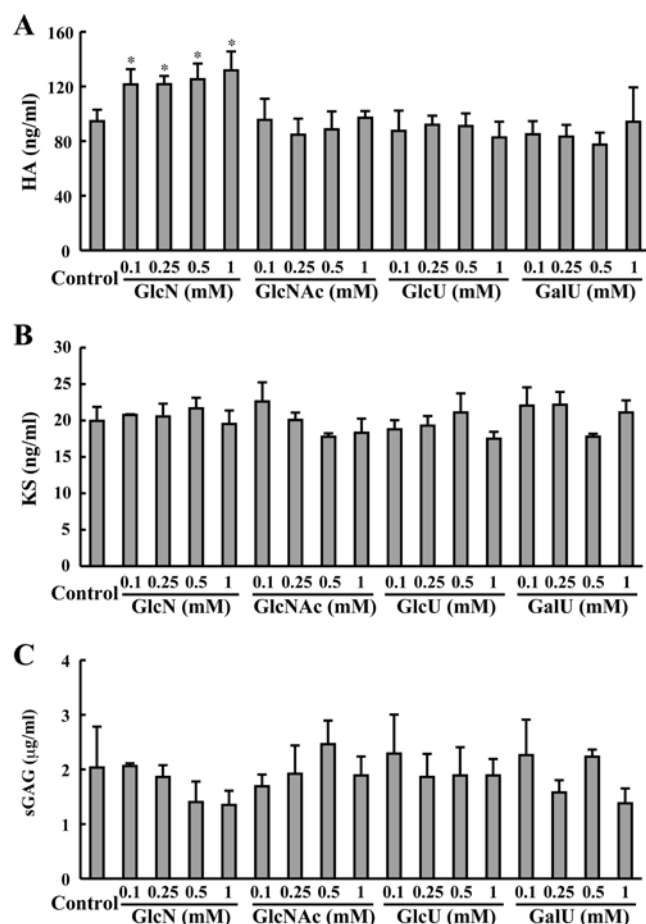 A
160
120
80
40
0
HA (ng/ml)
* * * *
Control 0.1 0.25 0.5 1 0.1 0.25 0.5 1 0.1 0.25 0.5 1 0.1 0.25 0.5 1
GlcN (mM) GlcNAc (mM) GlcU (mM) GalU (mM)
B
30
25
20
15
10
5
0
KS (ng/ml)
Control 0.1 0.25 0.5 1 0.1 0.25 0.5 1 0.1 0.25 0.5 1 0.1 0.25 0.5 1
GlcN (mM) GlcNAc (mM) GlcU (mM) GalU (mM)
C
4
3
2
1
0
sGAG (μg/ml)
Control 0.1 0.25 0.5 1 0.1 0.25 0.5 1 0.1 0.25 0.5 1 0.1 0.25 0.5 1
GlcN (mM) GlcNAc (mM) GlcU (mM) GalU (mM)